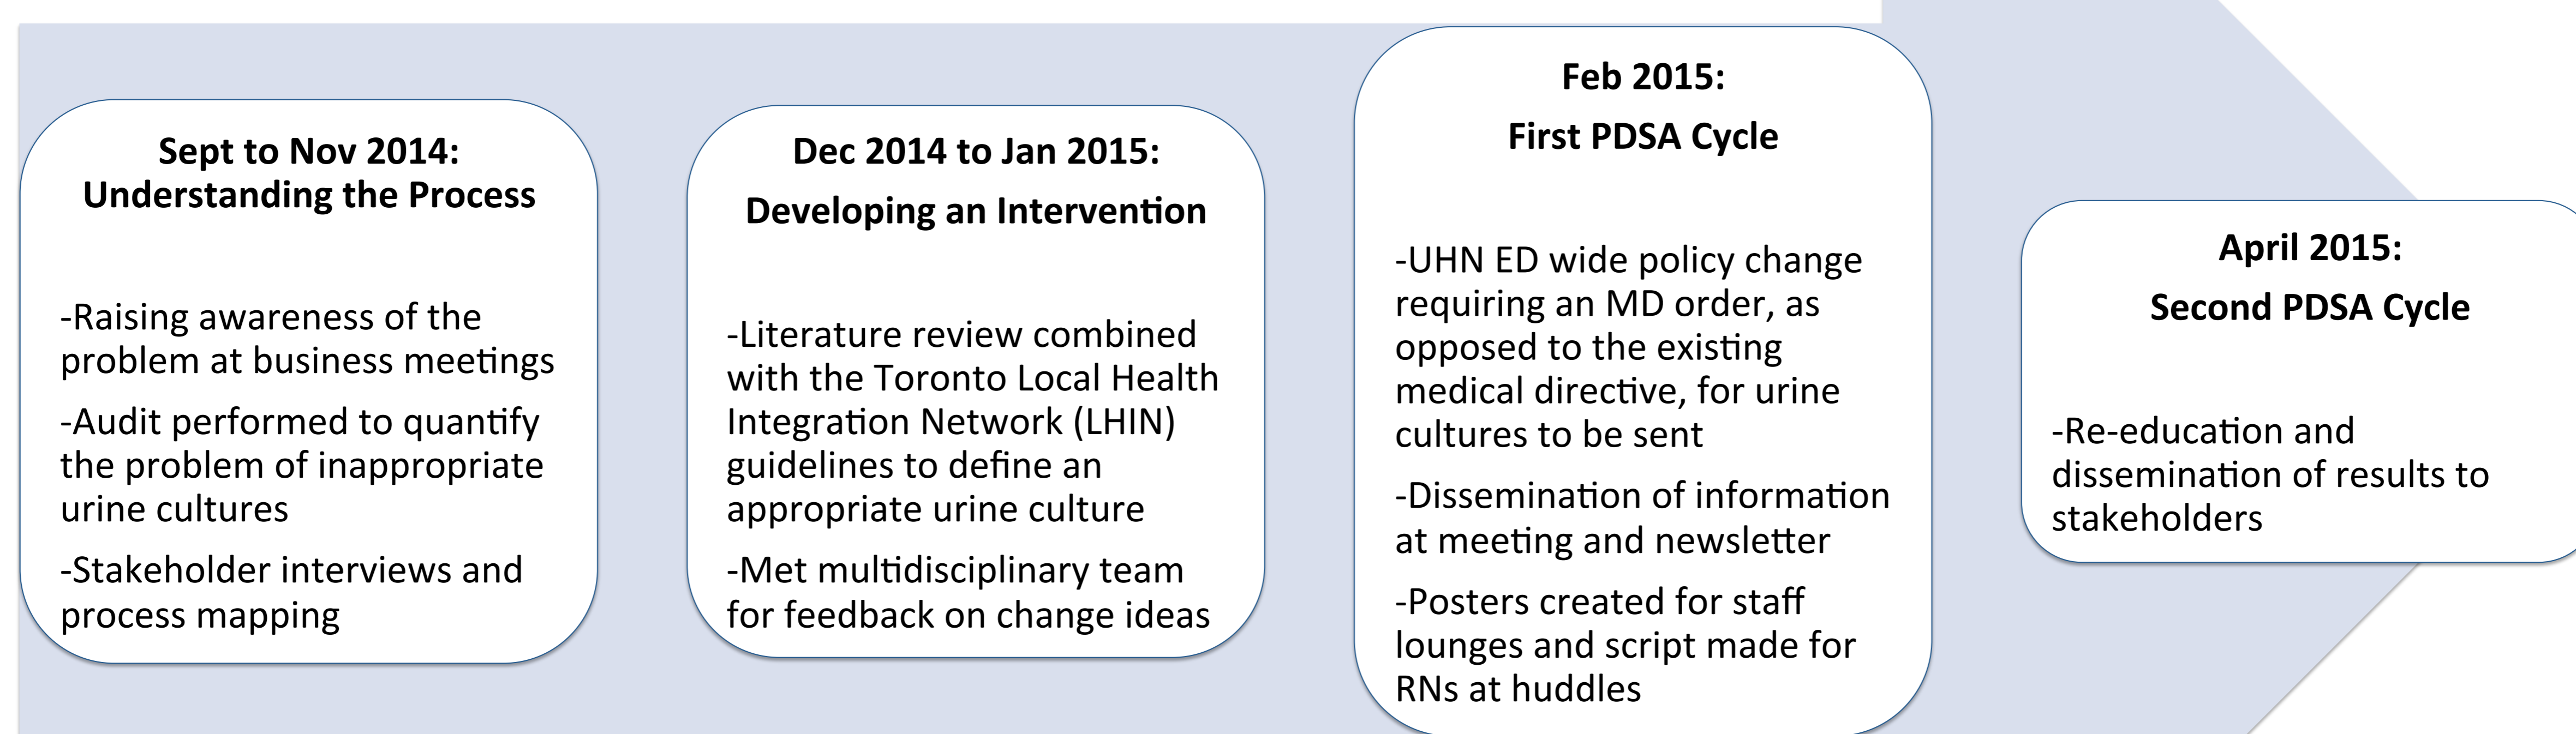 Sept to Nov 2014:
Understanding the Process
-Raising awareness of the
problem at business meetings
-Audit performed to quantify
the problem of inappropriate
urine cultures
-Stakeholder interviews and
process mapping
Dec 2014 to Jan 2015:
Developing an Intervention
-Literature review combined
with the Toronto Local Health
Integration Network (LHIN)
guidelines to define an
appropriate urine culture
-Met multidisciplinary team
for feedback on change ideas
Feb 2015:
First PDSA Cycle
-UHN ED wide policy change
requiring an MD order, as
opposed to the existing
medical directive, for urine
cultures to be sent
-Dissemination of information
at meeting and newsletter
-Posters created for staff
lounges and script made for
RNs at huddles
April 2015:
Second PDSA Cycle
-Re-education and
dissemination of results to
stakeholders